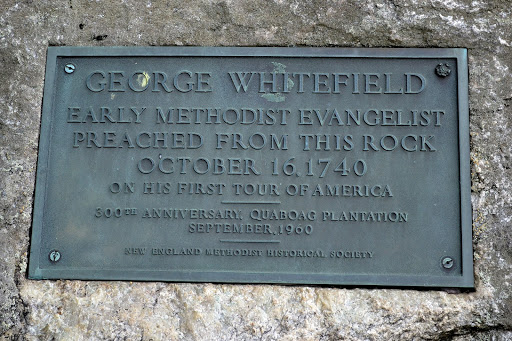 GEORGE WHITEFIELD
EARLY METHODIST EVANGELIST
PREACHED FROM THIS ROCK
OCTOBER 16, 1740
ON HIS FIRST TOUR OF AMERICA
300TH ANNIVERSARY, QUABOAG PLANTATION
SEPTEMBER, 1960
NEW ENGLAND METHODIST HISTORICAL SOCIETY